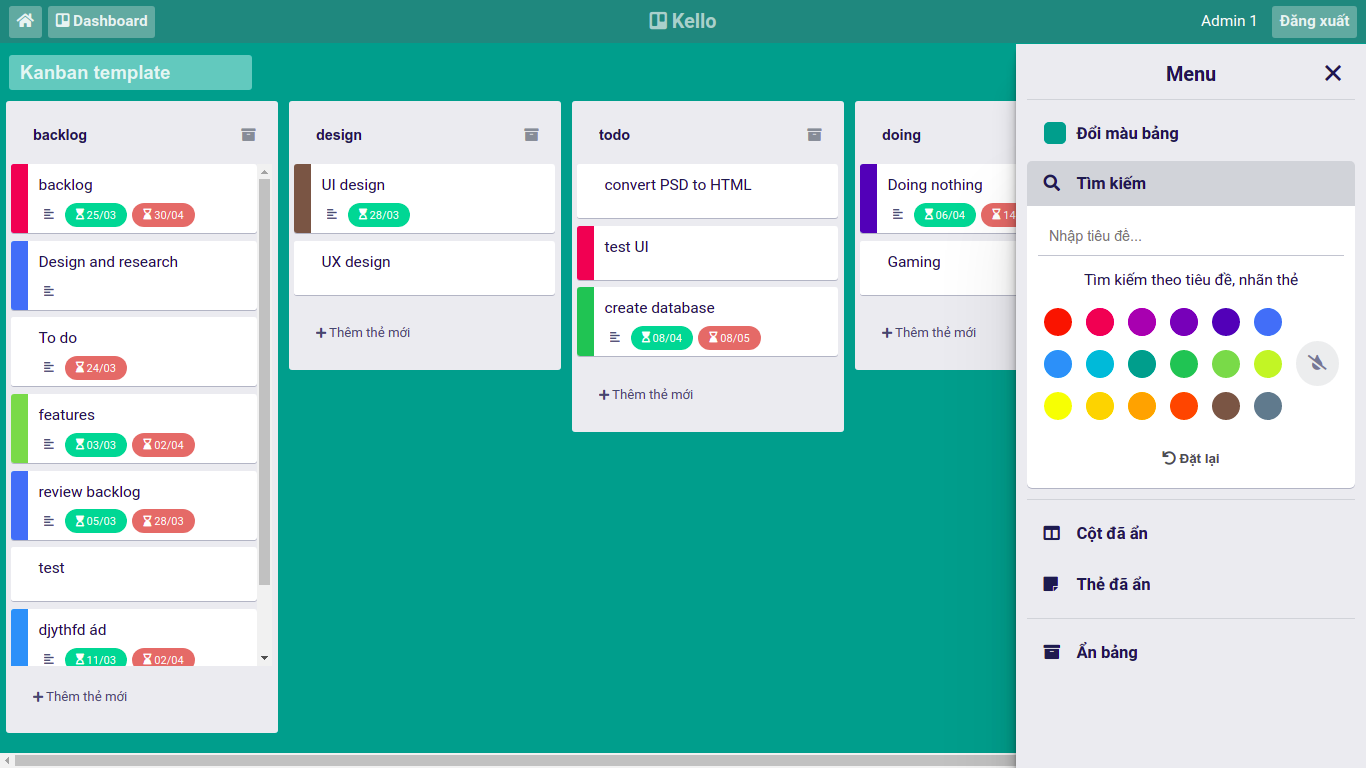 Dashboard
Kello
Admin 1
Đăng xuất
Kanban template
backlog
backlog
25/03
30/04
Design and research
To do
24/03
features
03/03
02/04
review backlog
05/03
28/03
test
djythfd ád
11/03
02/04
Thêm thẻ mới
design
UI design
28/03
UX design
Thêm thẻ mới
todo
convert PSD to HTML
test UI
create database
08/04
08/05
Thêm thẻ mới
doing
Doing nothing
06/04
14
Gaming
Thêm thẻ mới
Menu
Đổi màu bảng
Tìm kiếm
Nhập tiêu đề...
Tìm kiếm theo tiêu đề, nhãn thẻ
Đặt lại
Cột đã ẩn
Thẻ đã ẩn
Ẩn bảng